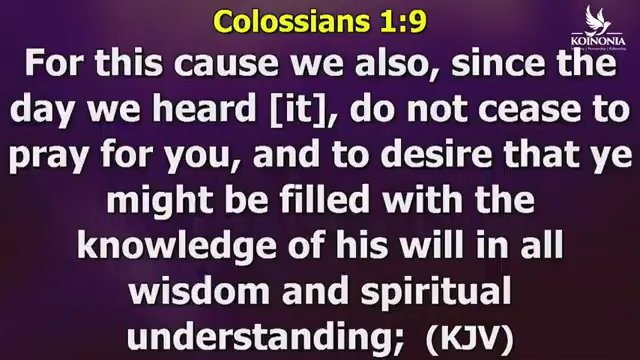 Colossians 1:9
KOINONIA
For this cause we also, since the
day we heard [it], do not cease to
pray for you, and to desire that ye
might be filled with the
knowledge of his will in all
wisdom and spiritual
understanding; (KJV)